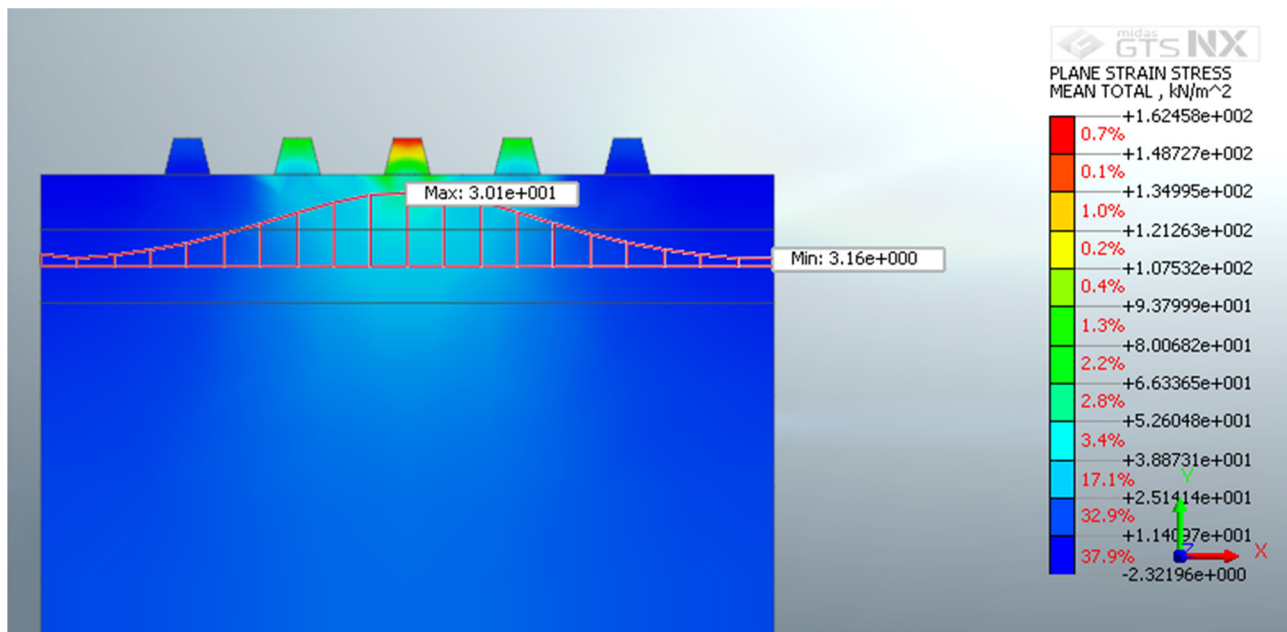 midas
GTS NX
PLANE STRAIN STRESS
MEAN TOTAL , kN/m^2
+1.62458e+002
0.7%
+1.48727e+002
0.1%
+1.34995e+002
1.0%
+1.21263e+002
0.2%
+1.07532e+002
0.4%
+9.37999e+001
1.3%
+8.00682e+001
2.2%
+6.63365e+001
2.8%
+5.26048e+001
3.4%
+3.88731e+001
17.1%
+2.51414e+001
32.9%
+1.14097e+001
37.9%
-2.32196e+000
Max: 3.01e+001
Min: 3.16e+000
Y
Z
X